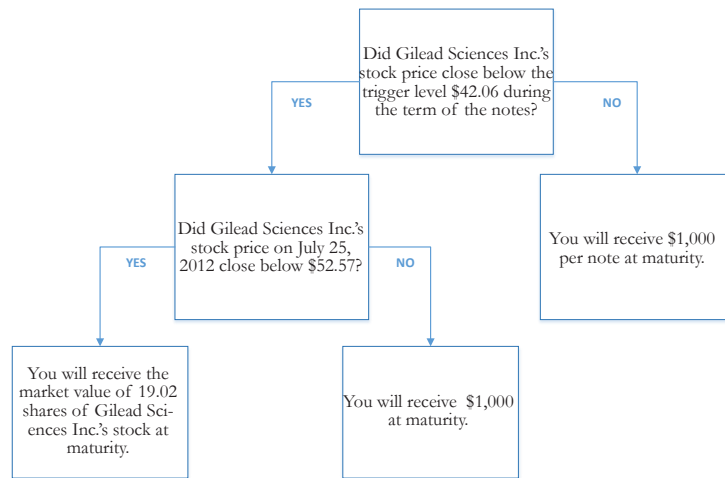 Did Gilead Sciences Inc.'s
stock price close below the
trigger level $42.06 during
the term of the notes?
YES
NO
Did Gilead Sciences Inc.'s
stock price on July 25,
2012 close below $52.57?
You will receive $1,000
per note at maturity.
YES
NO
You will receive the
market value of 19.02
shares of Gilead Sci-
ences Inc.'s stock at
maturity.
You will receive $1,000
at maturity.